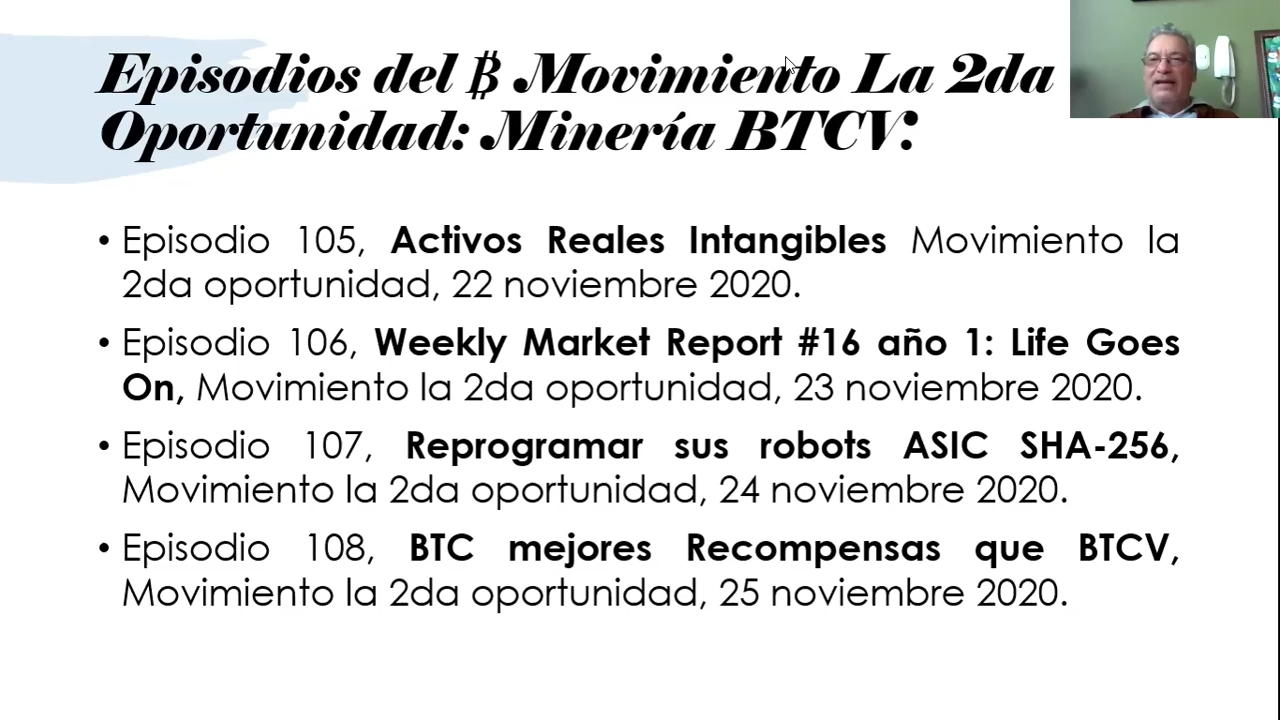 Episodios del ₿ Movimiento La 2da
Oportunidad: Minería BTCV:
• Episodio 105, Activos Reales Intangibles Movimiento la
2da oportunidad, 22 noviembre 2020.
• Episodio 106, Weekly Market Report #16 año 1: Life Goes
On, Movimiento la 2da oportunidad, 23 noviembre 2020.
• Episodio 107, Reprogramar sus robots ASIC SHA-256,
Movimiento la 2da oportunidad, 24 noviembre 2020.
• Episodio 108, BTC mejores Recompensas que BTCV,
Movimiento la 2da oportunidad, 25 noviembre 2020.